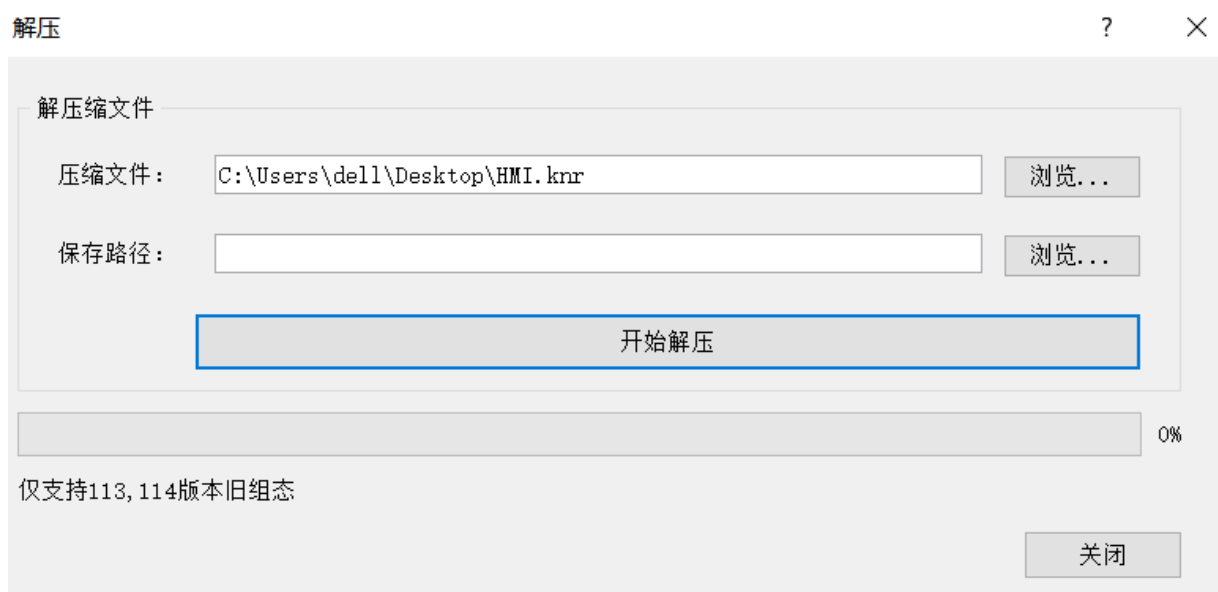 解压
?
解压缩文件
压缩文件： C:\Users\dell\Desktop\HMI.knr 浏览...
保存路径： 浏览...
开始解压
0%
仅支持113,114版本旧组态
关闭